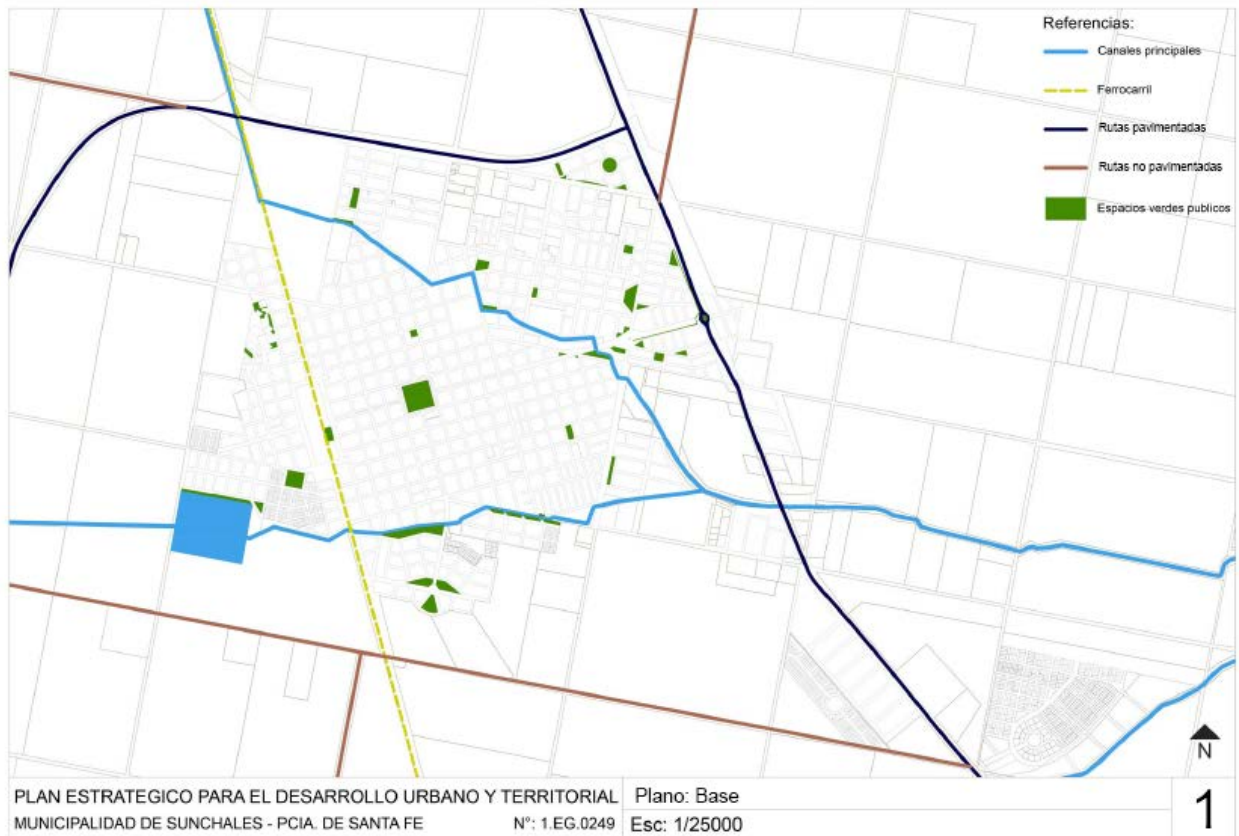 Referencias:
Canales principales
Ferrocarril
Rutas pavimentadas
Rutas no pavimentadas
Espacios verdes publicos
N
PLAN ESTRATEGICO PARA EL DESARROLLO URBANO Y TERRITORIAL
MUNICIPALIDAD DE SUNCHALES - PCIA. DE SANTA FE N°: 1.EG.0249
Plano: Base
Esc: 1/25000
1